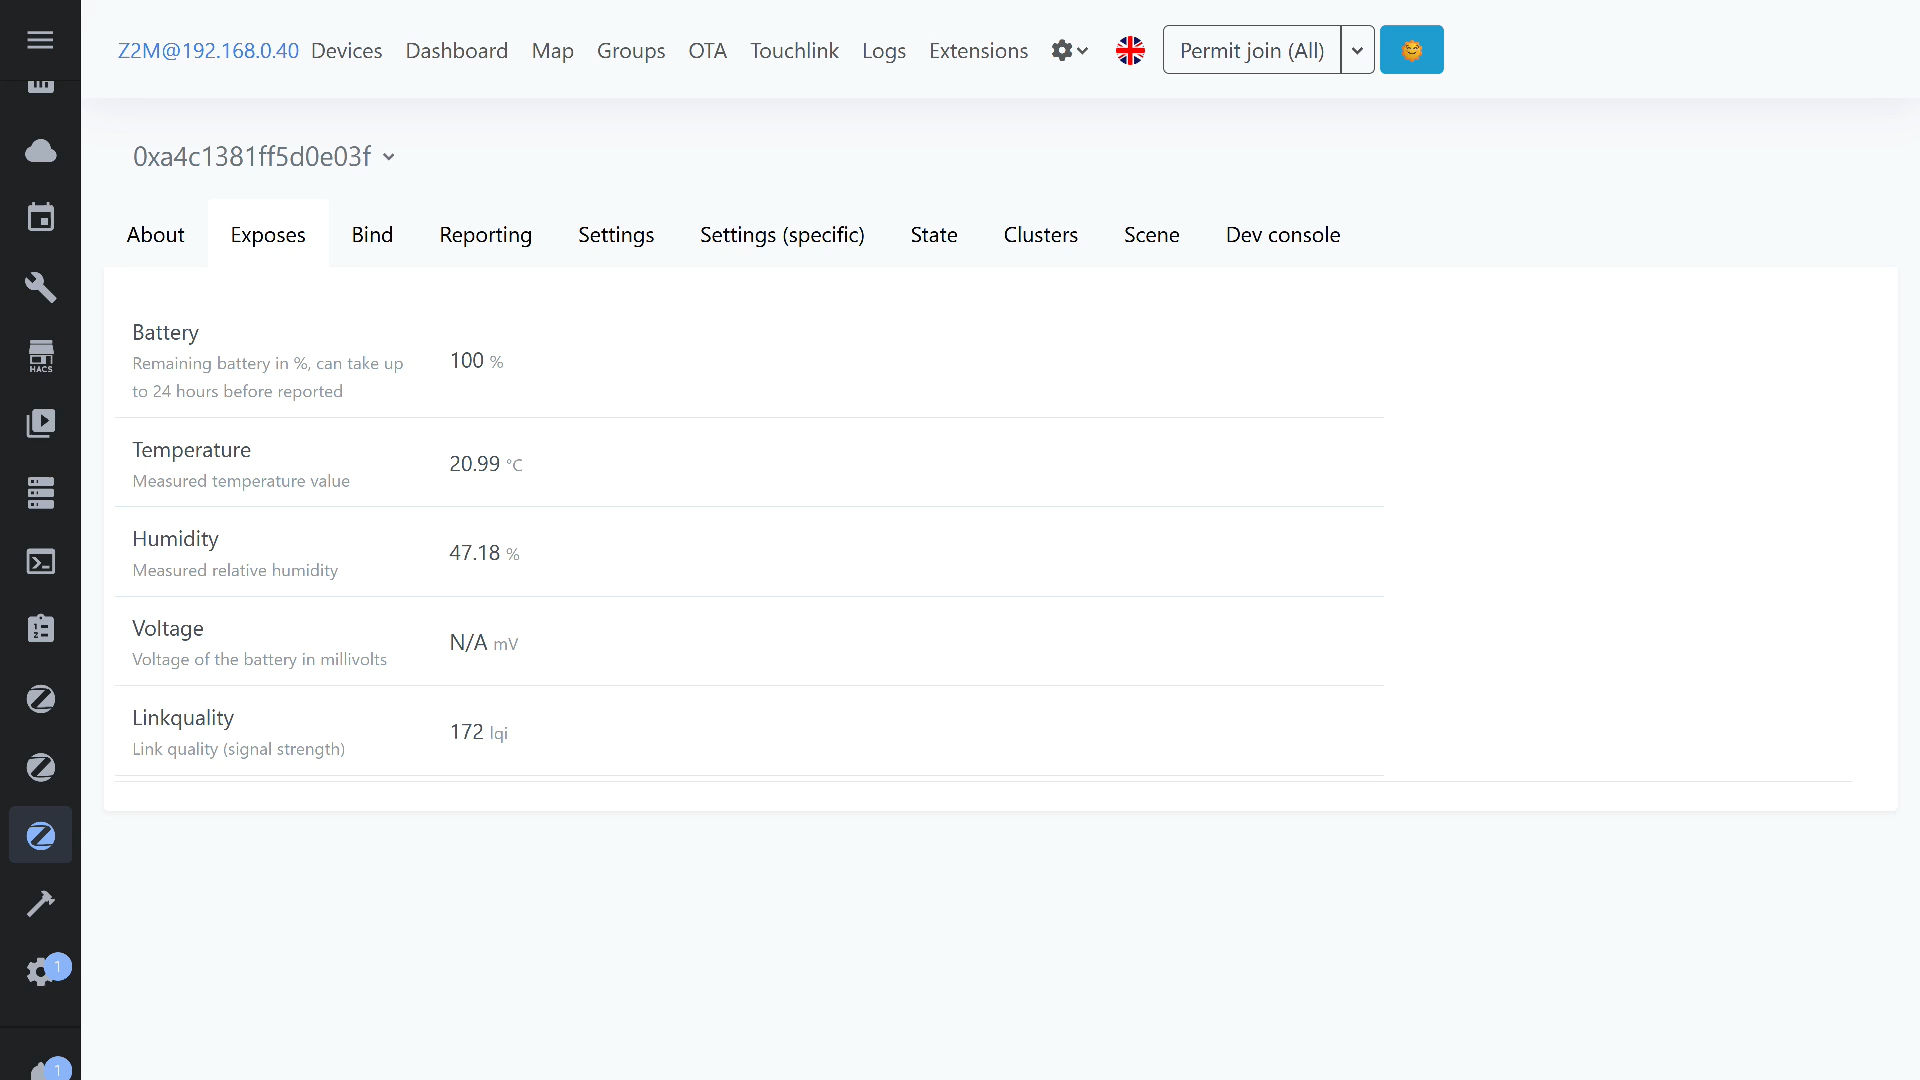 Z2M@192.168.0.40 Devices Dashboard Map Groups OTA Touchlink Logs Extensions Permit join (All)
HACS
0xa4c1381ff5d0e03f
About Exposes Bind Reporting Settings Settings (specific) State Clusters Scene Dev console
Battery
Remaining battery in %, can take up
to 24 hours before reported
100 %
Temperature
Measured temperature value
20.99 °C
Humidity
Measured relative humidity
47.18 %
Voltage
Voltage of the battery in millivolts
N/A mV
Linkquality
Link quality (signal strength)
172 lqi
1
1